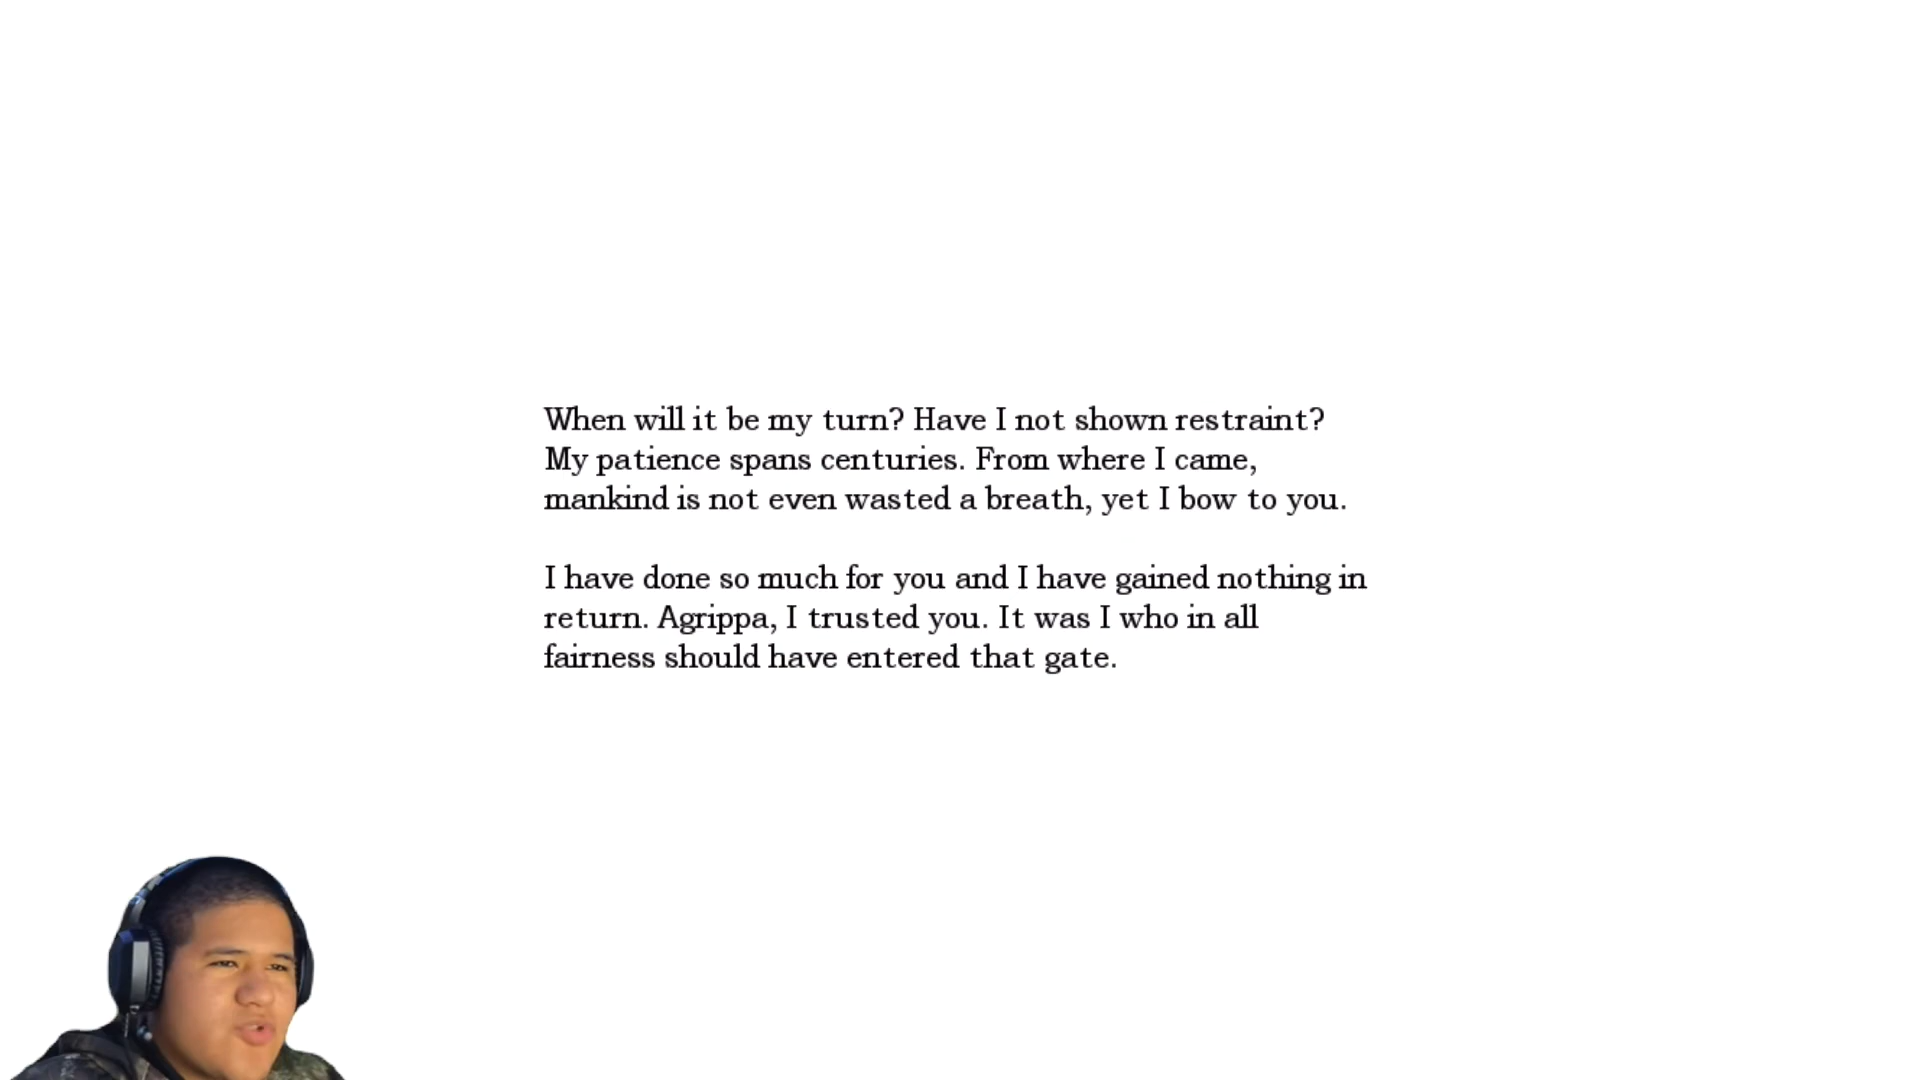 When will it be my turn? Have I not shown restraint?
My patience spans centuries. From where I came,
mankind is not even wasted a breath, yet I bow to you.
I have done so much for you and I have gained nothing in
return. Agrippa, I trusted you. It was I who in all
fairness should have entered that gate.